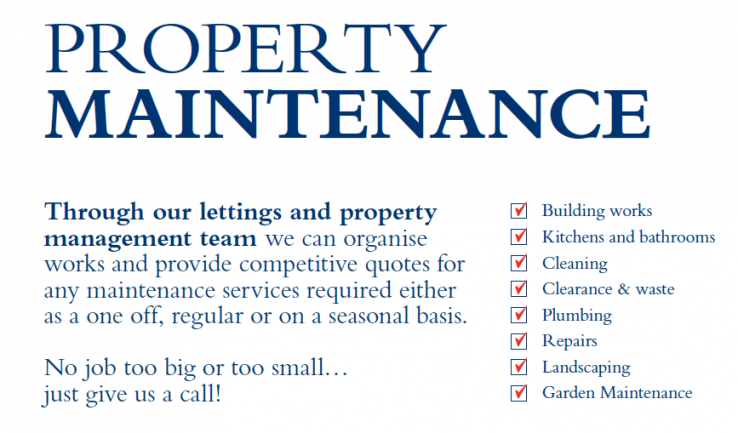 PROPERTY
MAINTENANCE
Through our lettings and property
management team we can organise
works and provide competitive quotes for
any maintenance services required either
as a one off, regular or on a seasonal basis.
No job too big or too small…
just give us a call!
Building works
Kitchens and bathrooms
Cleaning
Clearance & waste
Plumbing
Repairs
Landscaping
Garden Maintenance